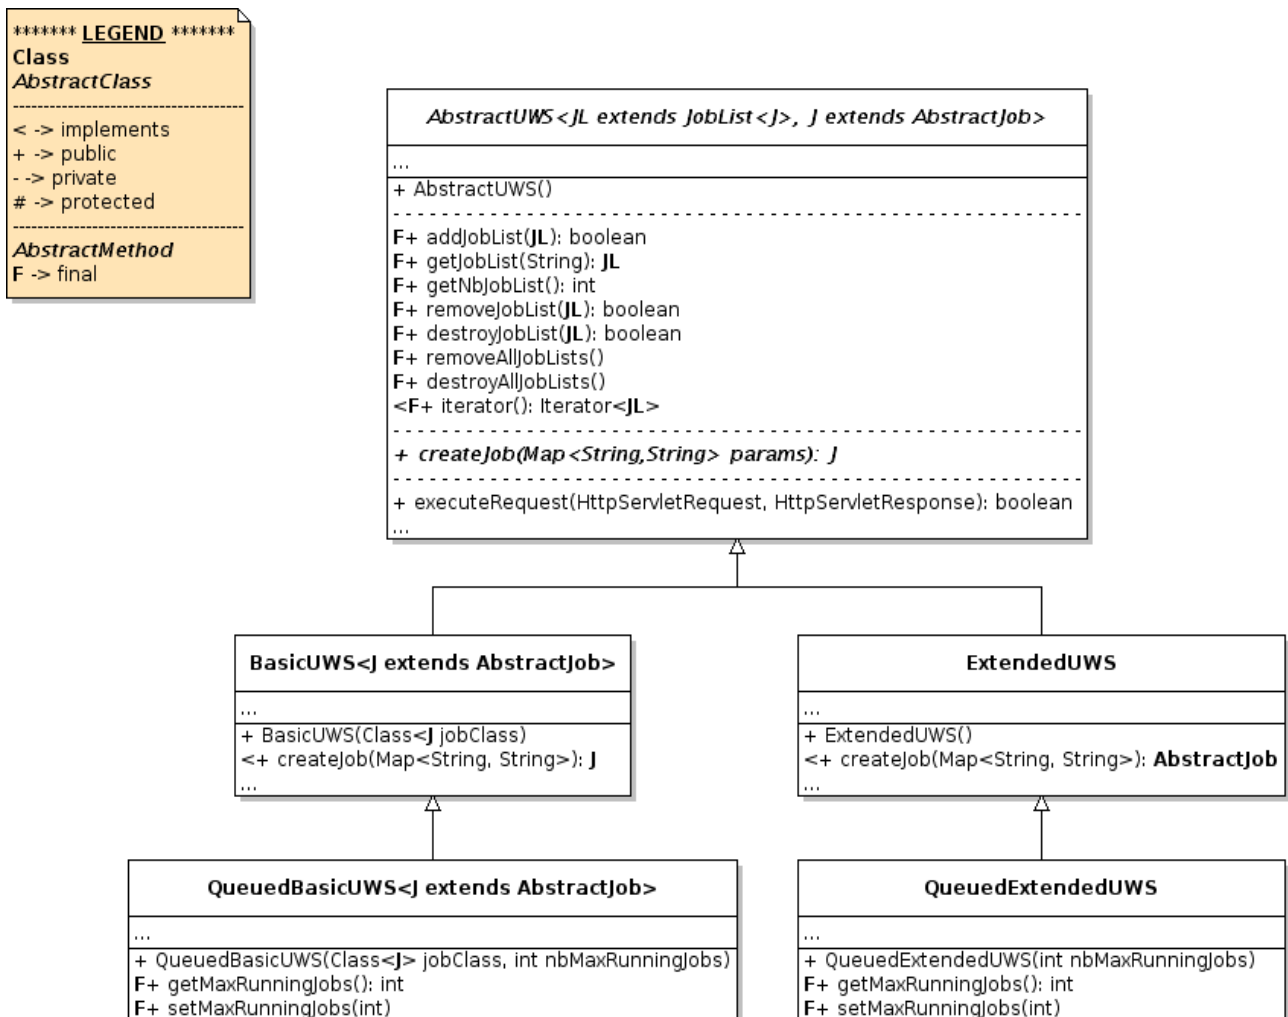 ******* LEGEND *******
Class
AbstractClass
--------------------------------------
< -> implements
+ -> public
- -> private
# -> protected
--------------------------------------
AbstractMethod
F -> final
AbstractUWS<JL extends JobList<J>, J extends AbstractJob>
...
+ AbstractUWS()
F+ addJobList(JL): boolean
F+ getJobList(String): JL
F+ getNbJobList(): int
F+ removeJobList(JL): boolean
F+ destroyJobList(JL): boolean
F+ removeAllJobLists()
F+ destroyAllJobLists()
<F+ iterator(): Iterator<JL>
+ createJob(Map<String,String> params): J
+ executeRequest(HttpServletRequest, HttpServletResponse): boolean
...
BasicUWS<J extends AbstractJob>
...
+ BasicUWS(Class<J jobClass)
<+ createJob(Map<String, String>): J
...
ExtendedUWS
...
+ ExtendedUWS()
<+ createJob(Map<String, String>): AbstractJob
...
QueuedBasicUWS<J extends AbstractJob>
...
+ QueuedBasicUWS(Class<J> jobClass, int nbMaxRunningJobs)
F+ getMaxRunningJobs(): int
F+ setMaxRunningJobs(int)
QueuedExtendedUWS
...
+ QueuedExtendedUWS(int nbMaxRunningJobs)
F+ getMaxRunningJobs(): int
F+ setMaxRunningJobs(int)